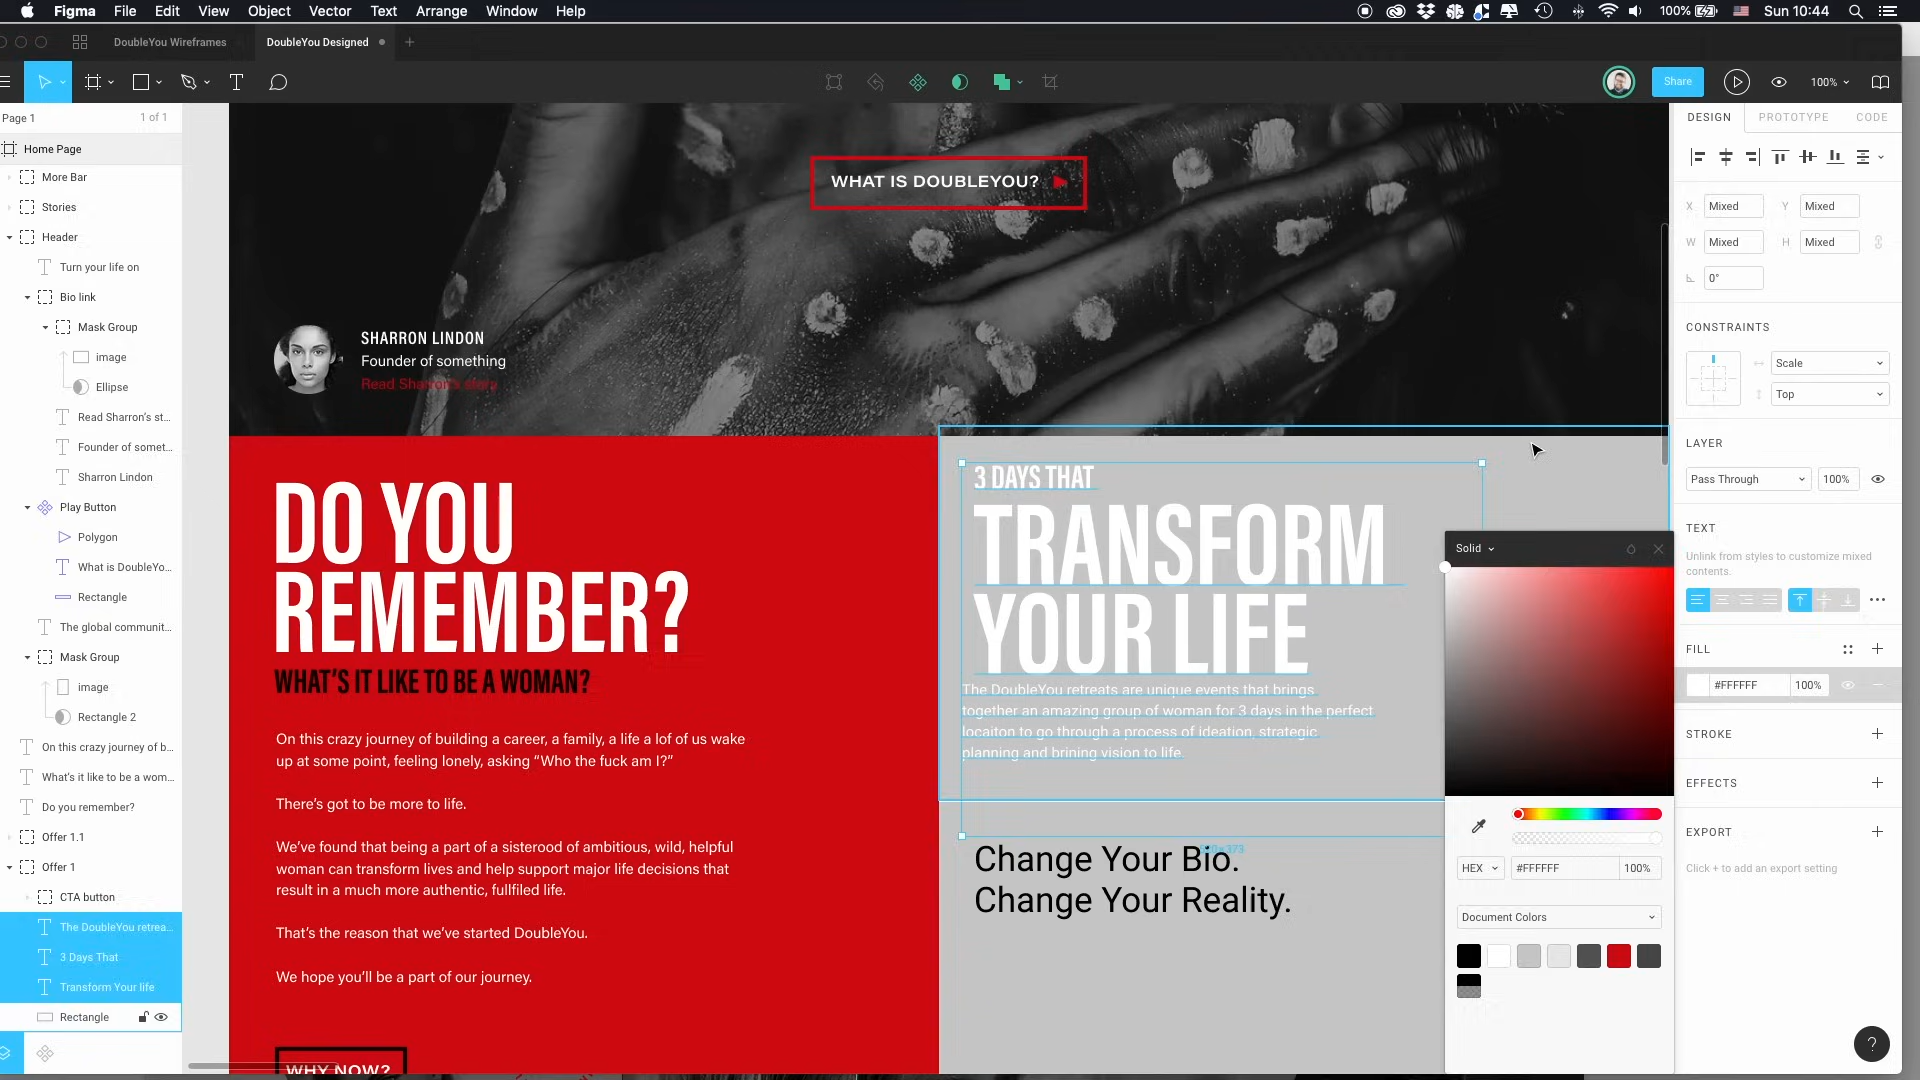 Figma File Edit View Object Vector Text Arrange Window Help 100% Sun 10:44
DoubleYou Wireframes DoubleYou Designed
Share 100%
Page 1 1 of 1
Home Page
More Bar
Stories
Header
Turn your life on
Bio link
Mask Group
image
Ellipse
Read Sharron's st...
Founder of somet...
Sharron Lindon
Play Button
Polygon
What is DoubleYo...
Rectangle
The global communit...
Mask Group
image
Rectangle 2
On this crazy journey of b...
What's it like to be a wom...
Do you remember?
Offer 1.1
Offer 1
CTA button
The DoubleYou retrea...
3 Days That
Transform Your life
Rectangle
WHAT IS DOUBLEYOU?
SHARRON LINDON
Founder of something
Read Sharron's story
DO YOU
REMEMBER?
WHAT'S IT LIKE TO BE A WOMAN?
On this crazy journey of building a career, a family, a life a lof of us wake
up at some point, feeling lonely, asking “Who the fuck am I?”
There's got to be more to life.
We've found that being a part of a sisterood of ambitious, wild, helpful
woman can transform lives and help support major life decisions that
result in a much more authentic, fullfiled life.
That's the reason that we've started DoubleYou.
We hope you'll be a part of our journey.
WHY NOW?
3 DAYS THAT
TRANSFORM
YOUR LIFE
The DoubleYou retreats are unique events that brings
together an amazing group of woman for 3 days in the perfect
locaiton to go through a process of ideation, strategic
planning and brining vision to life.
Change Your Bio.
Change Your Reality.
Solid
HEX #FFFFFF 100%
Document Colors
DESIGN PROTOTYPE CODE
X Mixed Y Mixed
W Mixed H Mixed
0°
CONSTRAINTS
Scale
Top
LAYER
Pass Through 100%
TEXT
Unlink from styles to customize mixed
contents.
FILL
#FFFFFF 100%
STROKE
EFFECTS
EXPORT
Click + to add an export setting
?